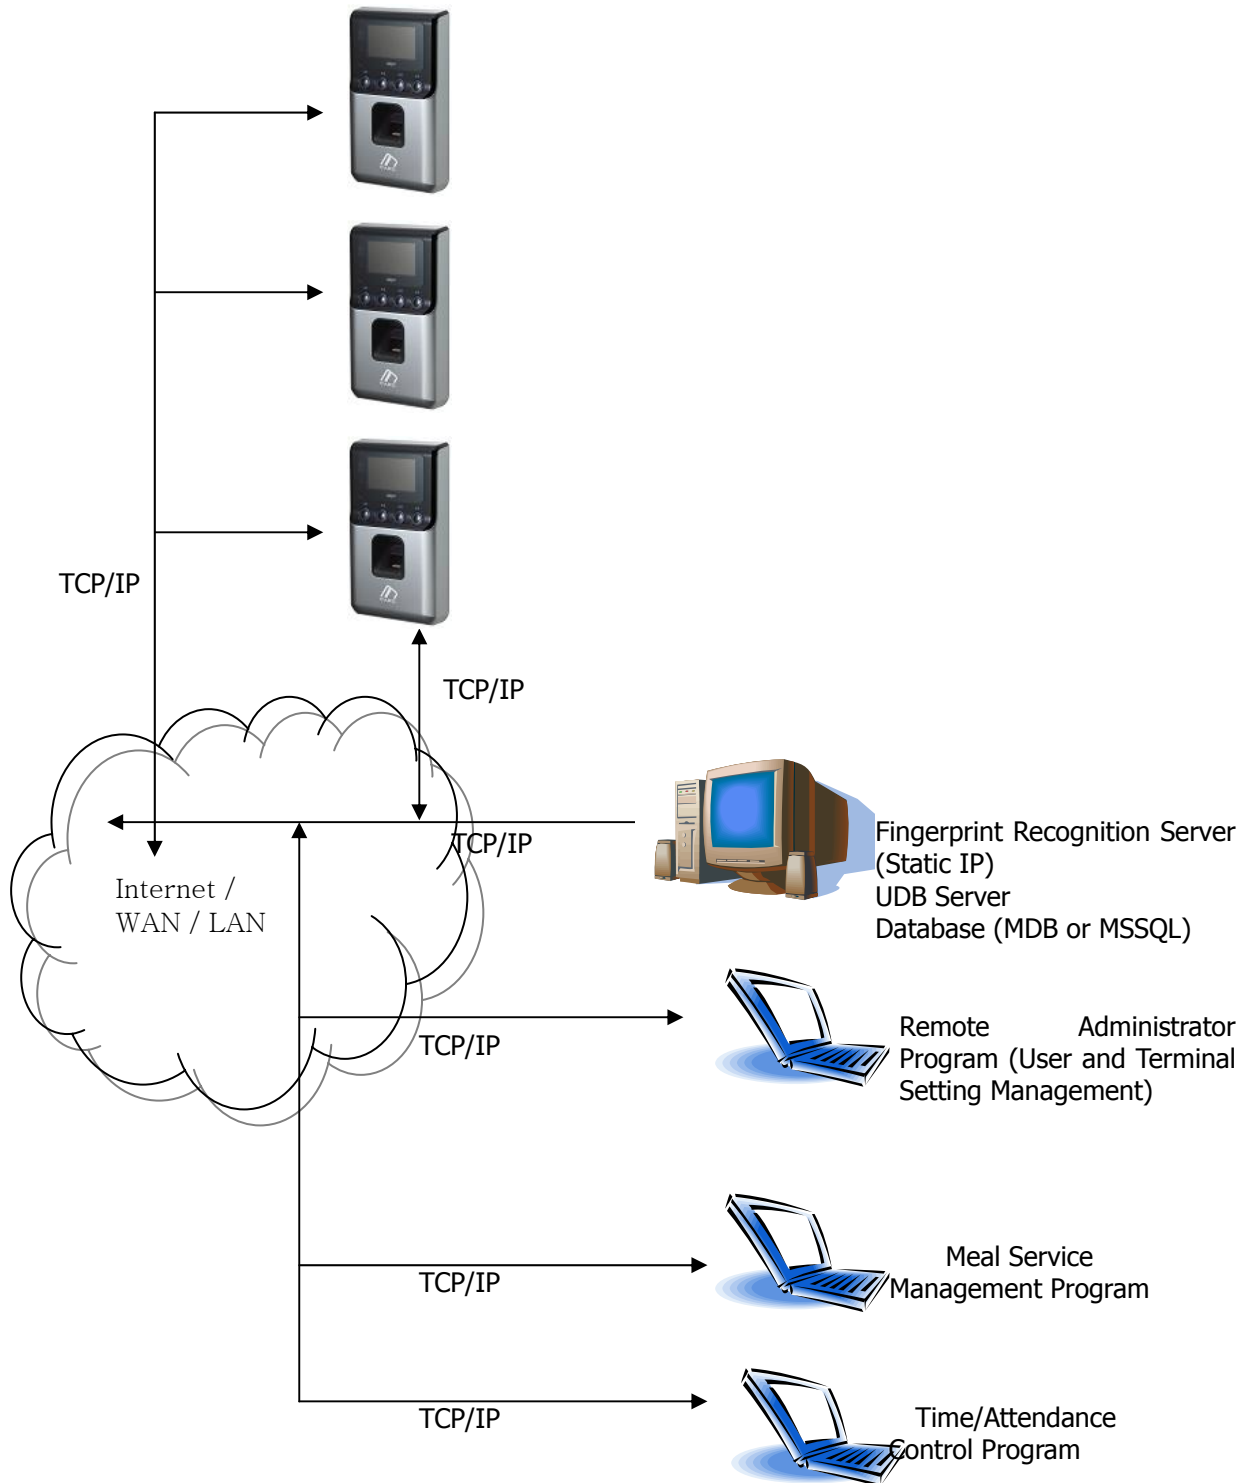 TCP/IP
TCP/IP
TCP/IP
Internet /
WAN / LAN
Fingerprint Recognition Server
(Static IP)
UDB Server
Database (MDB or MSSQL)
TCP/IP
Remote Administrator
Program (User and Terminal
Setting Management)
TCP/IP
Meal Service
Management Program
TCP/IP
Time/Attendance
Control Program